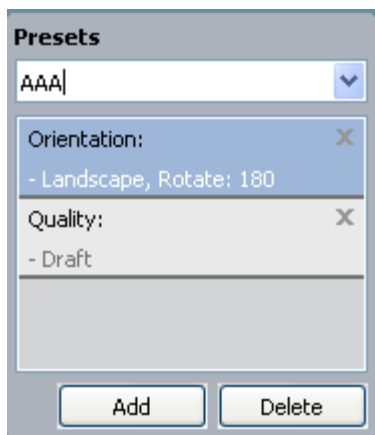 Presets
AAA
Orientation:
- Landscape, Rotate: 180
Quality:
- Draft
Add Delete